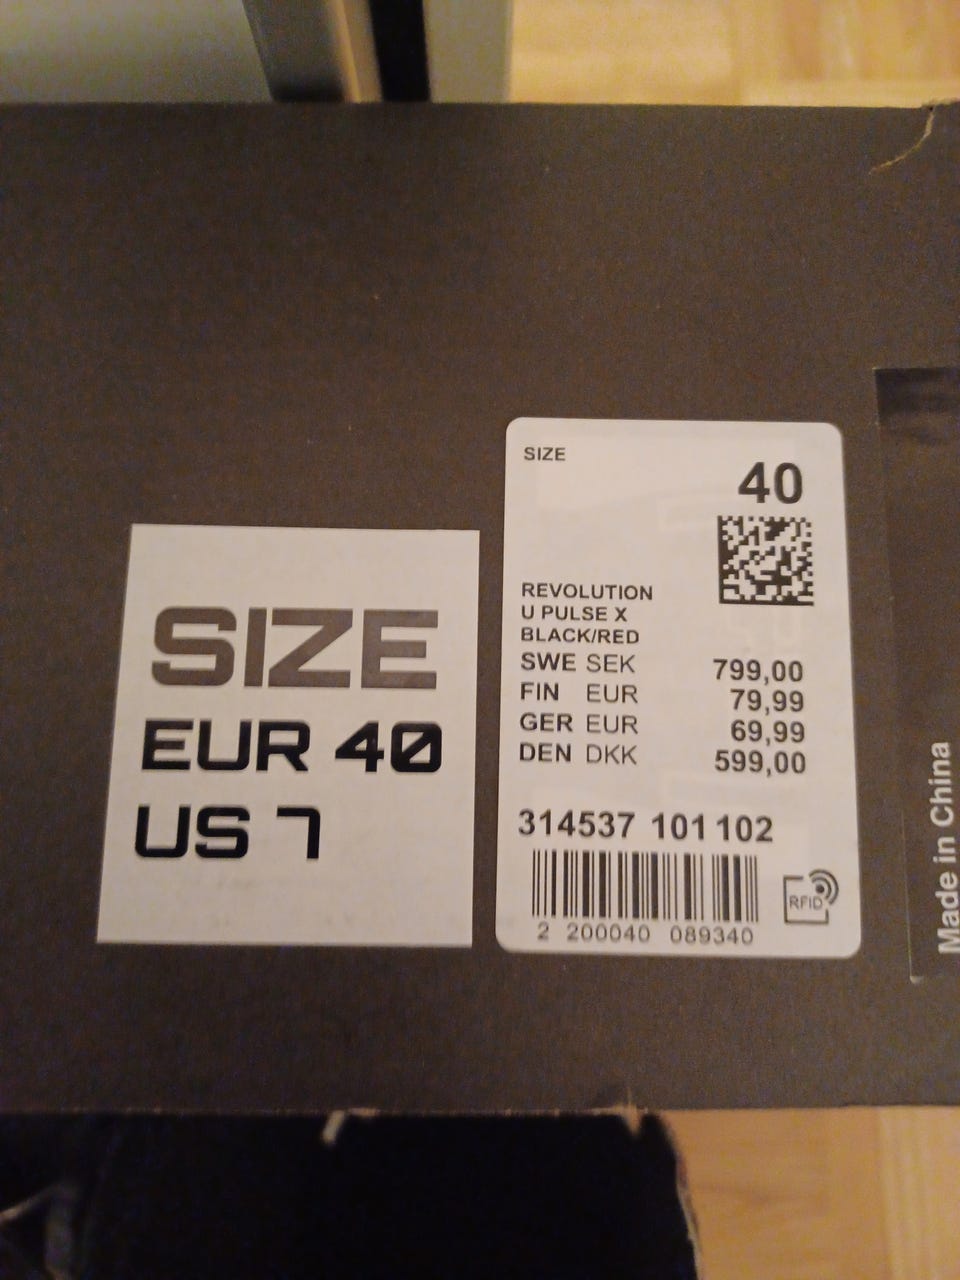 SIZE
EUR 40
US 7
SIZE
40
REVOLUTION
U PULSE X
BLACK/RED
SWE SEK 799,00
FIN EUR 79,99
GER EUR 69,99
DEN DKK 599,00
314537 101 102
2 200040 089340
RFID
Made in China